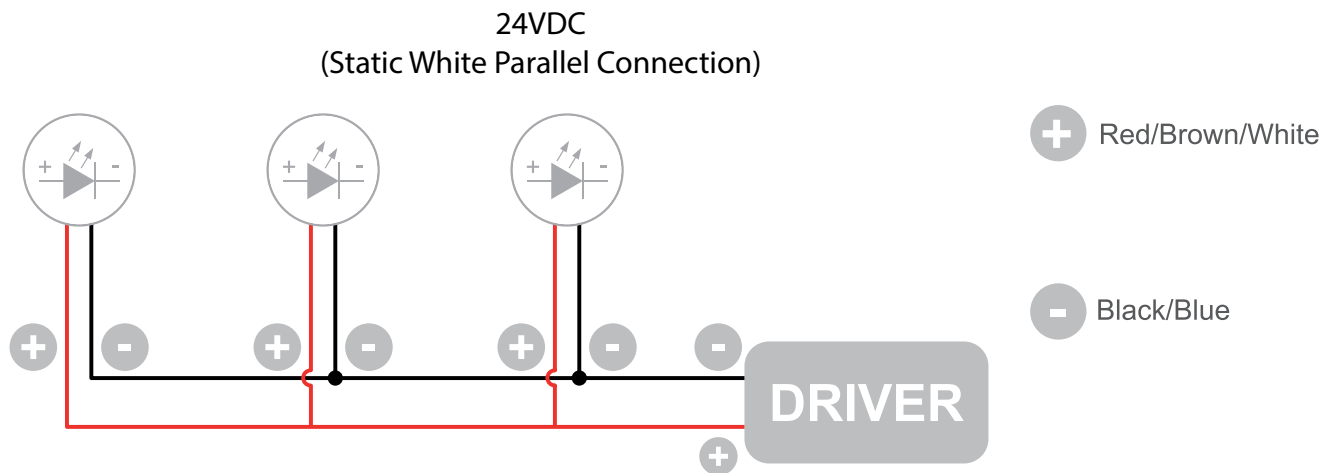 24VDC
(Static White Parallel Connection)
+ -
+ -
+ -
+ Red/Brown/White
- Black/Blue
+ - + - + - -
DRIVER
+